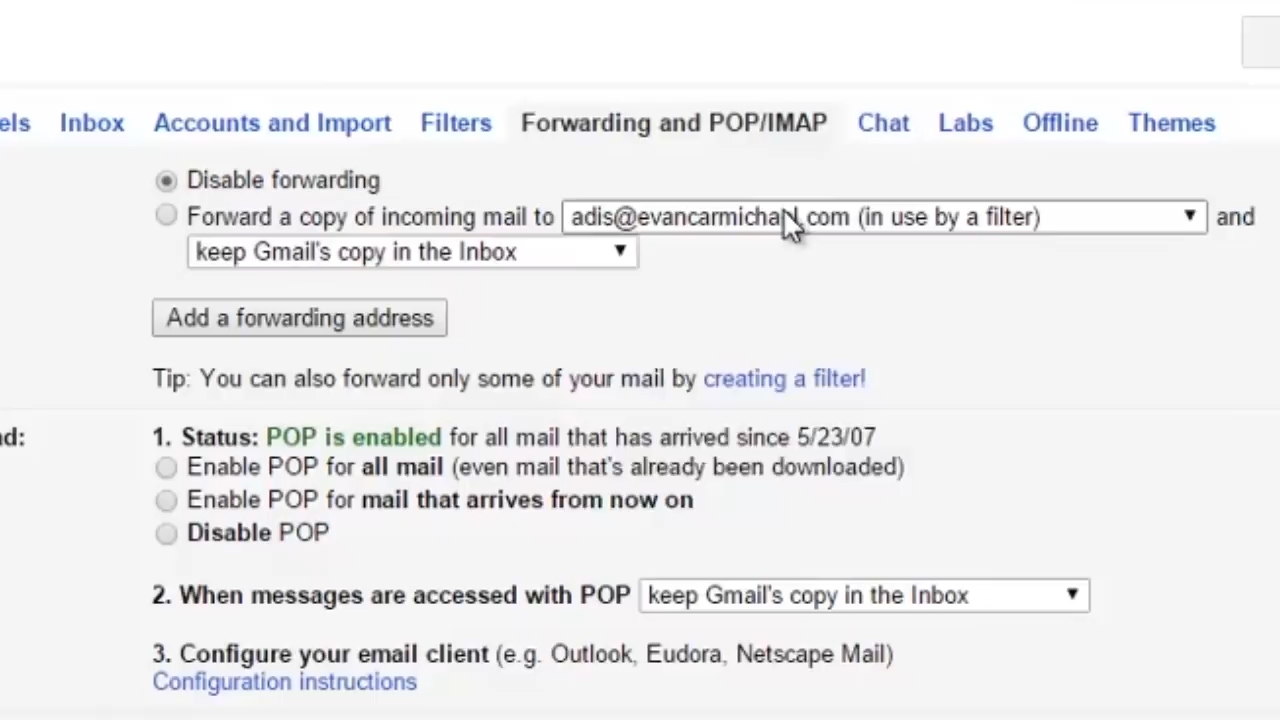 els Inbox Accounts and Import Filters Forwarding and POP/IMAP Chat Labs Offline Themes
Disable forwarding
Forward a copy of incoming mail to adis@evancarmichael.com (in use by a filter) and
keep Gmail's copy in the Inbox
Add a forwarding address
Tip: You can also forward only some of your mail by creating a filter!
nd: 1. Status: POP is enabled for all mail that has arrived since 5/23/07
Enable POP for all mail (even mail that's already been downloaded)
Enable POP for mail that arrives from now on
Disable POP
2. When messages are accessed with POP keep Gmail's copy in the Inbox
3. Configure your email client (e.g. Outlook, Eudora, Netscape Mail)
Configuration instructions